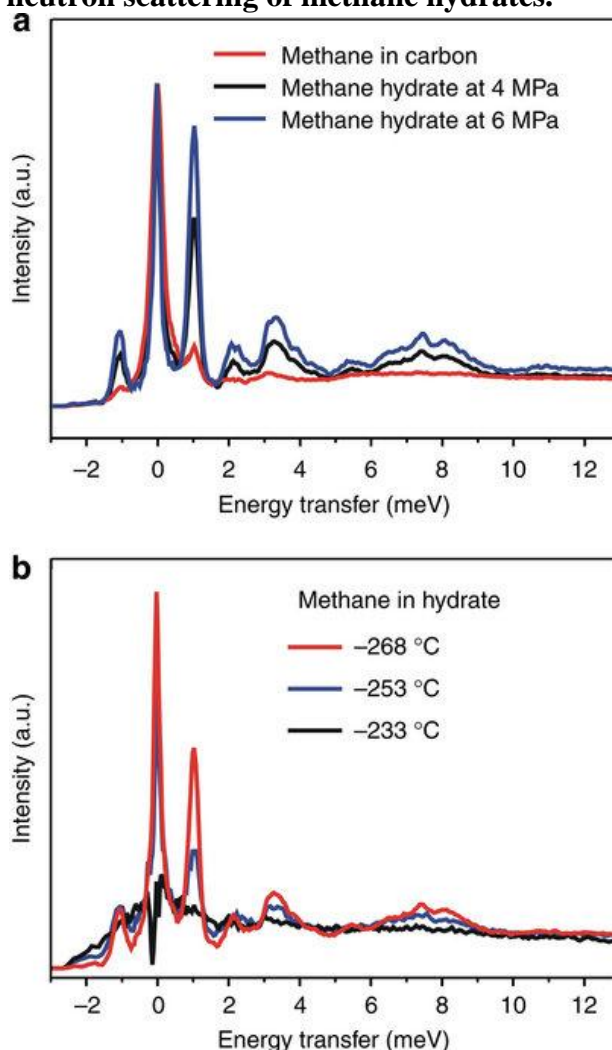 neutron scattering of methane hydrates.
a
Methane in carbon
Methane hydrate at 4 MPa
Methane hydrate at 6 MPa
Intensity (a.u.)
−2 0 2 4 6 8 10 12
Energy transfer (meV)
b
Methane in hydrate
−268 °C
−253 °C
−233 °C
Intensity (a.u.)
−2 0 2 4 6 8 10 12
Energy transfer (meV)